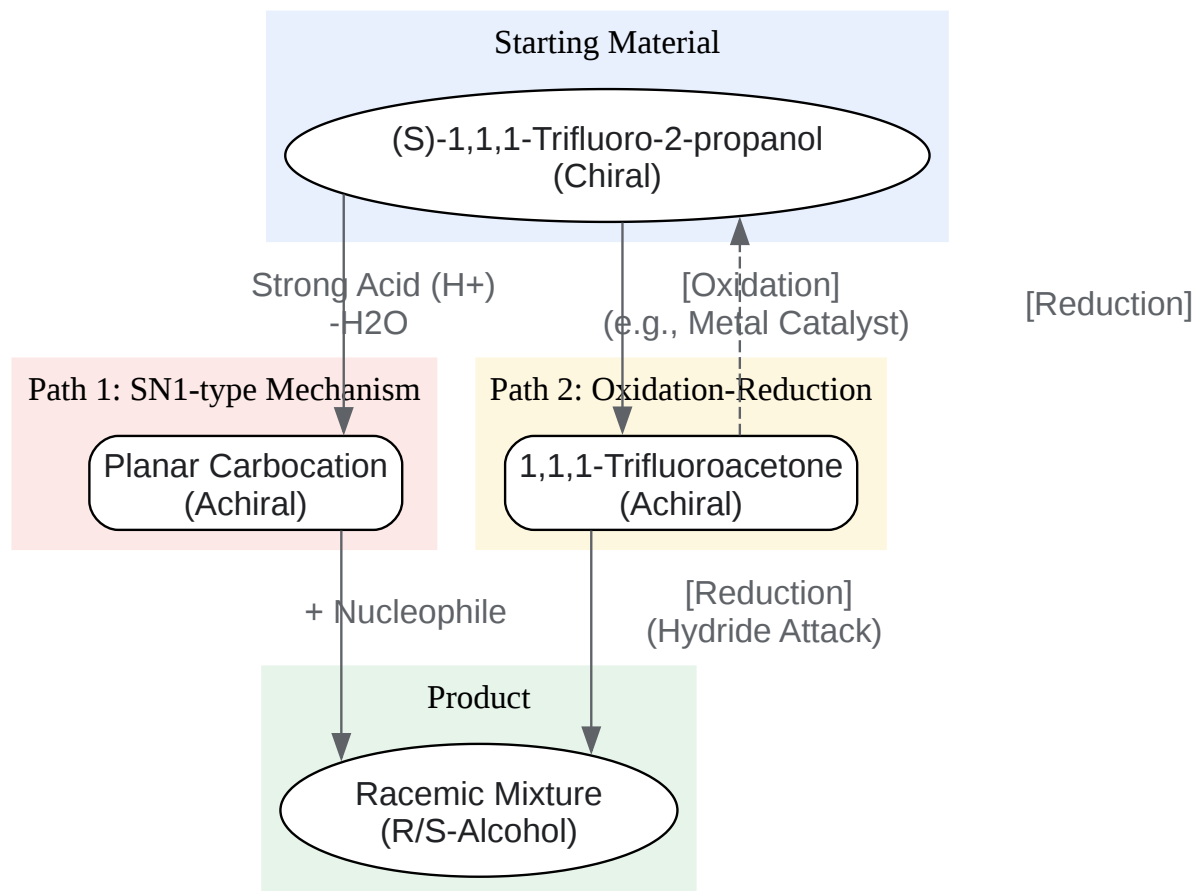 Starting Material
(S)-1,1,1-Trifluoro-2-propanol
(Chiral)
Strong Acid (H+)
-H2O
[Oxidation]
(e.g., Metal Catalyst)
[Reduction]
Path 1: SN1-type Mechanism
Path 2: Oxidation-Reduction
Planar Carbocation
(Achiral)
1,1,1-Trifluoroacetone
(Achiral)
+ Nucleophile
[Reduction]
(Hydride Attack)
Product
Racemic Mixture
(R/S-Alcohol)